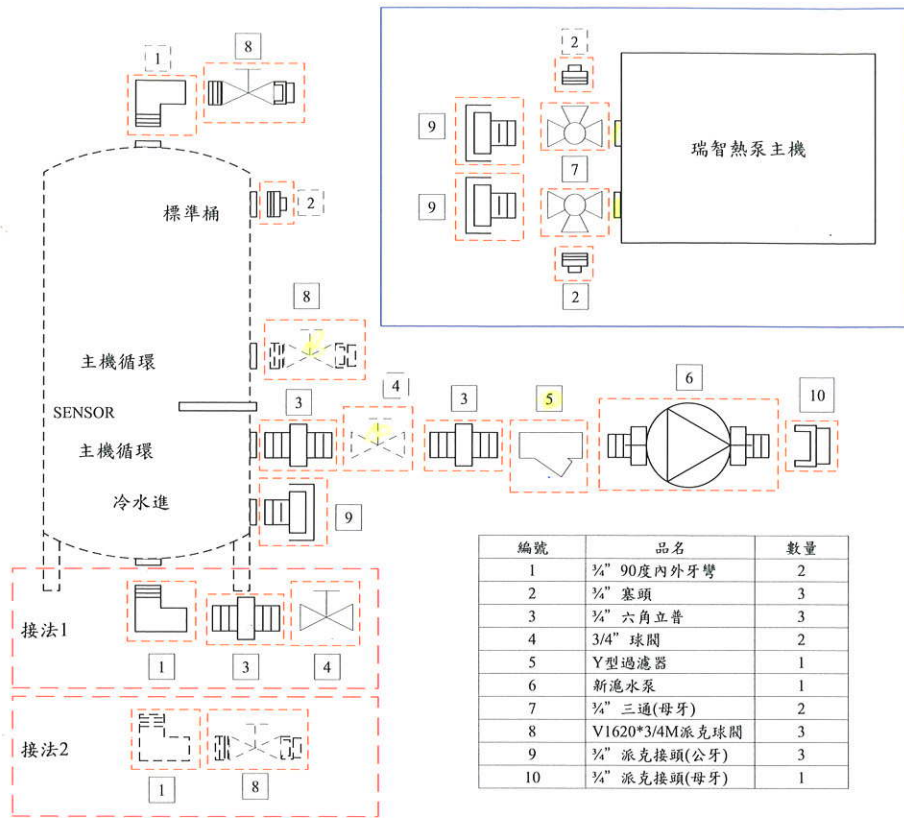 1
8
2
9
7
瑞智熱泵主機
9
2
標準桶
2
8
主機循環
SENSOR
3
4
3
5
6
10
主機循環
冷水進
9
接法1
1
3
4
接法2
1
8
編號 品名 數量
1 ¾” 90度內外牙彎 2
2 ¾” 塞頭 3
3 ¾” 六角立普 3
4 3/4” 球閥 2
5 Y型過濾器 1
6 新滬水泵 1
7 ¾” 三通(母牙) 2
8 V1620*3/4M派克球閥 3
9 ¾” 派克接頭(公牙) 3
10 ¾” 派克接頭(母牙) 1